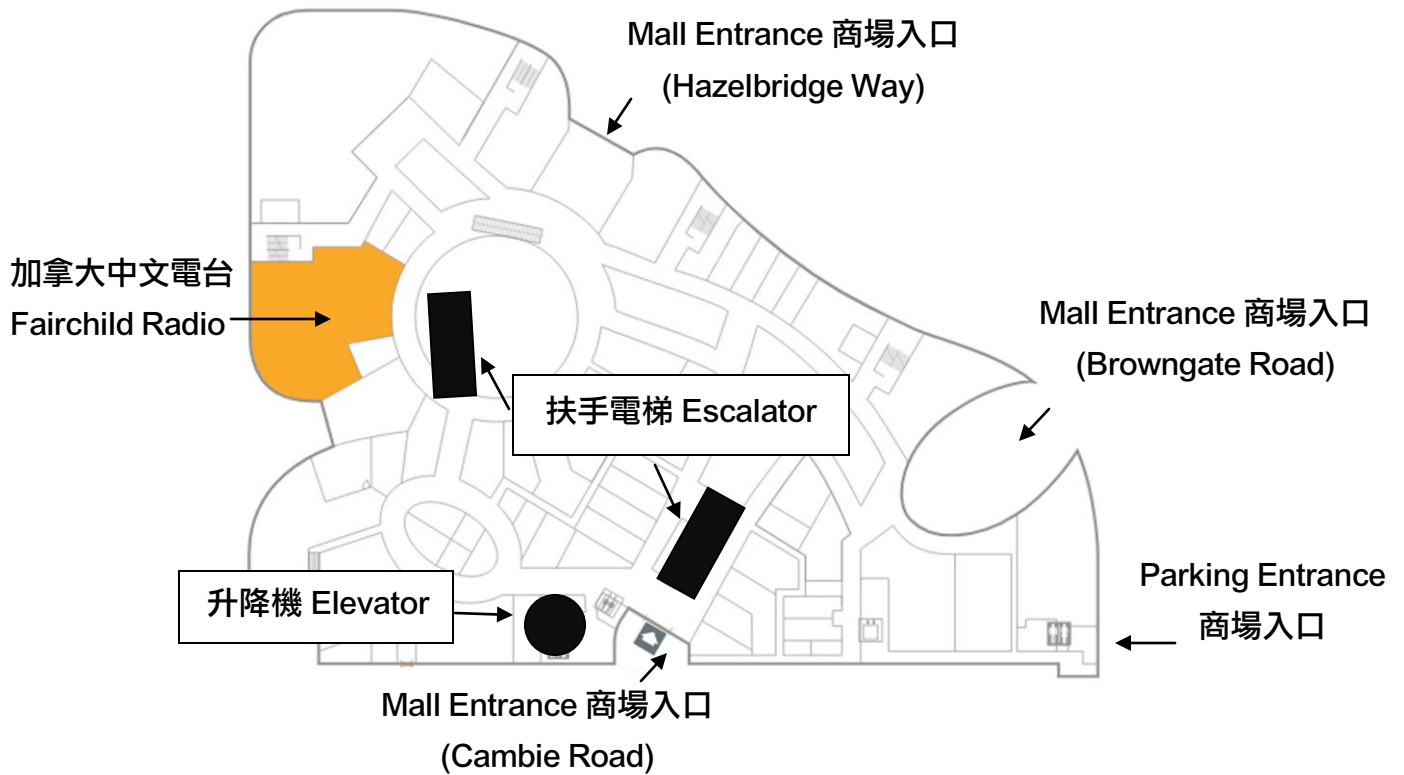 Mall Entrance 商場入口
(Hazelbridge Way)
加拿大中文電台
Fairchild Radio
Mall Entrance 商場入口
(Browngate Road)
扶手電梯 Escalator
升降機 Elevator
Parking Entrance
商場入口
Mall Entrance 商場入口
(Cambie Road)